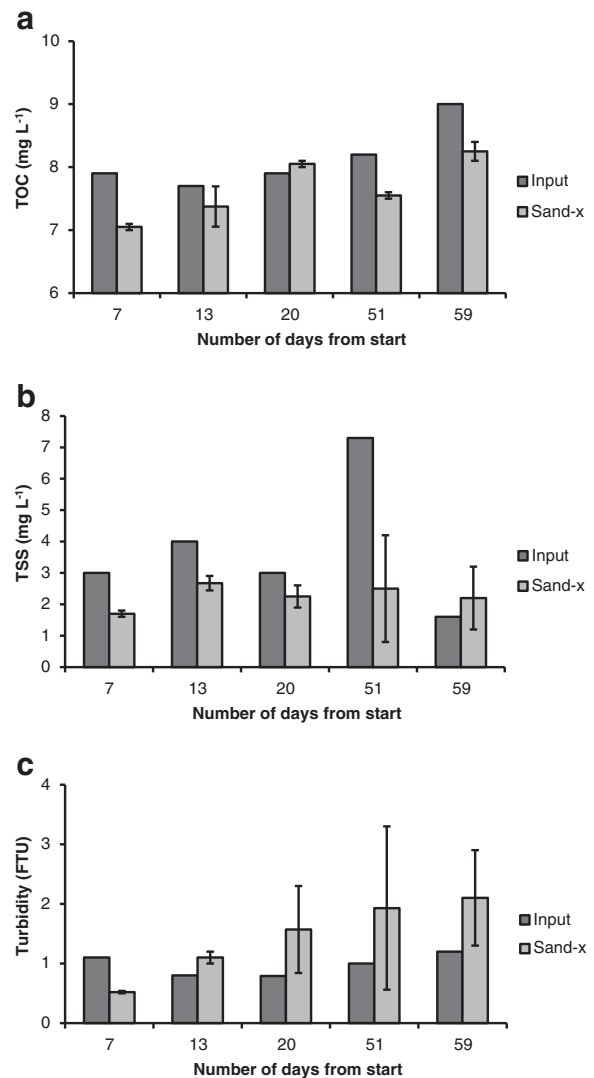 a
10
9
8
7
6
TOC (mg L⁻¹)
7 13 20 51 59
Number of days from start
Input
Sand-x
b
8
7
6
5
4
3
2
1
0
TSS (mg L⁻¹)
7 13 20 51 59
Number of days from start
Input
Sand-x
c
4
3
2
1
0
Turbidity (FTU)
7 13 20 51 59
Number of days from start
Input
Sand-x